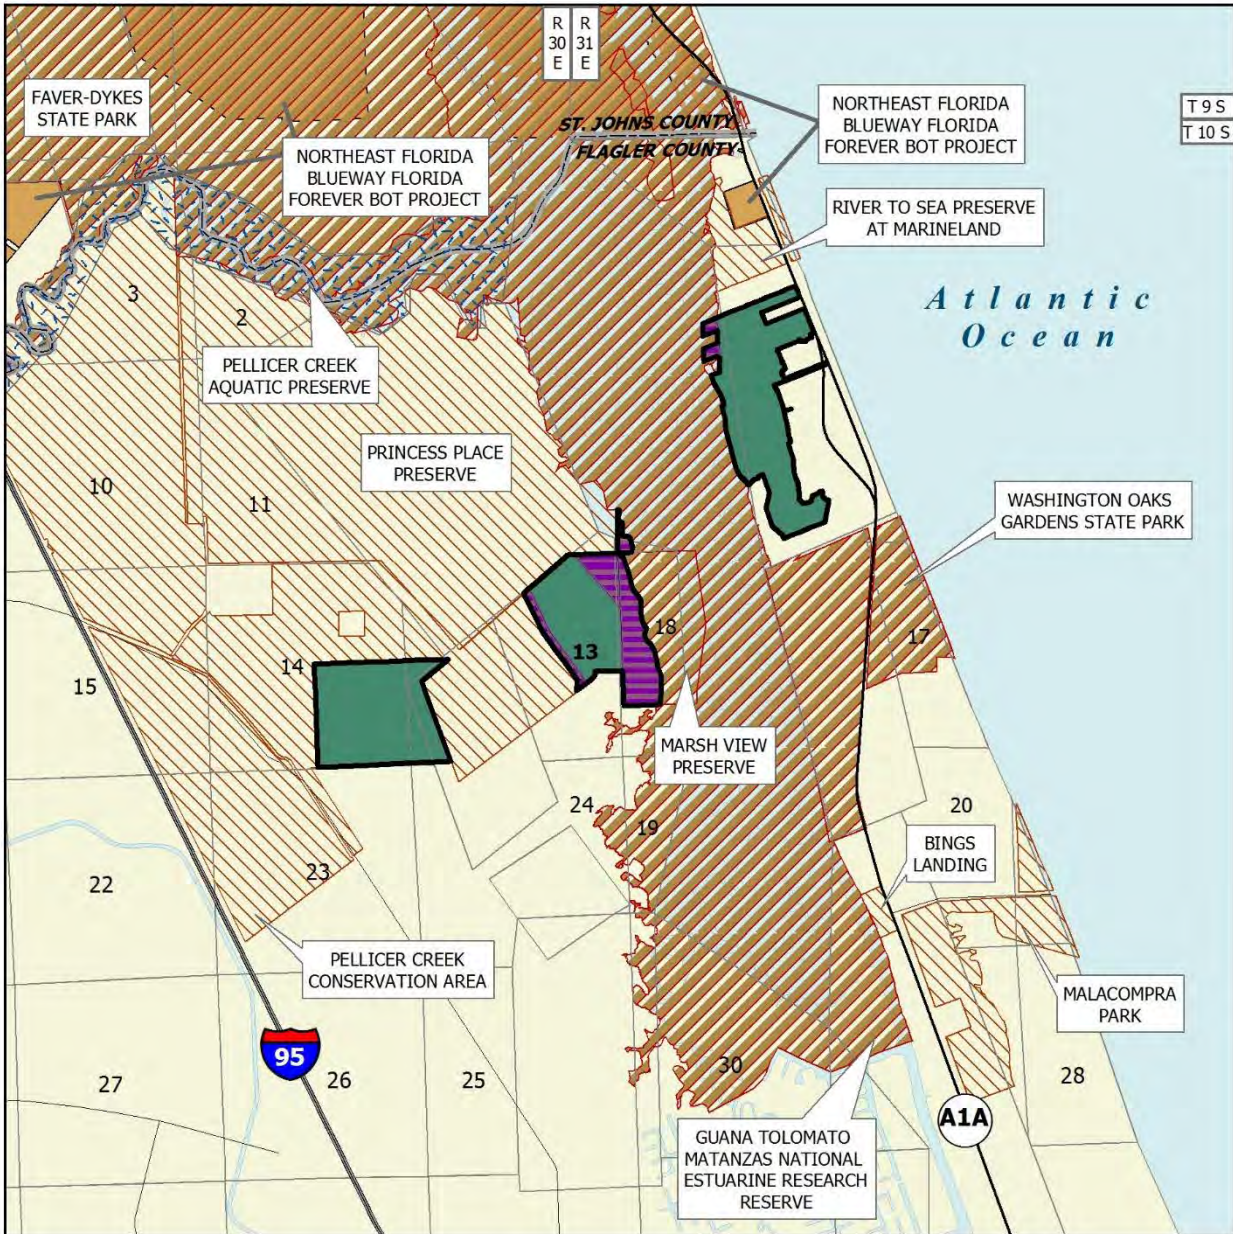 R
30
E
R
31
E
FAVER-DYKES
STATE PARK
NORTHEAST FLORIDA
BLUEWAY FLORIDA
FOREVER BOT PROJECT
T 9 S
T 10 S
ST. JOHNS COUNTY
FLAGLER COUNTY
NORTHEAST FLORIDA
BLUEWAY FLORIDA
FOREVER BOT PROJECT
RIVER TO SEA PRESERVE
AT MARINELAND
3
2
Atlantic
Ocean
PELLICER CREEK
AQUATIC PRESERVE
PRINCESS PLACE
PRESERVE
10
11
WASHINGTON OAKS
GARDENS STATE PARK
15
14
13
18
17
MARSH VIEW
PRESERVE
24
19
20
BINGS
LANDING
22
23
PELLICER CREEK
CONSERVATION AREA
MALACOMPRA
PARK
95
27
26
25
30
28
A1A
GUANA TOLOMATO
MATANZAS NATIONAL
ESTUARINE RESEARCH
RESERVE